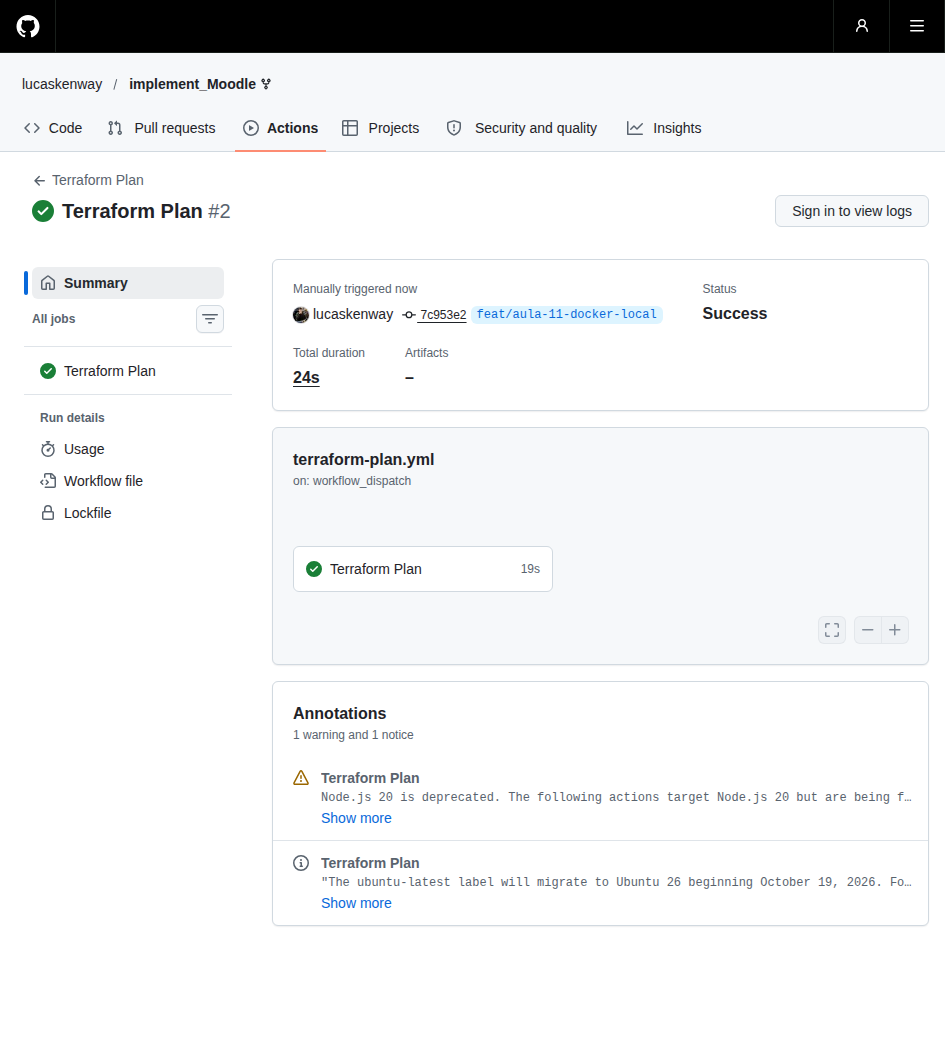 lucaskenway / implement_Moodle
Code Pull requests Actions Projects Security and quality Insights
Terraform Plan
Terraform Plan #2
Sign in to view logs
Summary
All jobs
Terraform Plan
Run details
Usage
Workflow file
Lockfile
Manually triggered now
lucaskenway 7c953e2 feat/aula-11-docker-local
Status
Success
Total duration
24s
Artifacts
–
terraform-plan.yml
on: workflow_dispatch
Terraform Plan 19s
Annotations
1 warning and 1 notice
Terraform Plan
Node.js 20 is deprecated. The following actions target Node.js 20 but are being f…
Show more
Terraform Plan
"The ubuntu-latest label will migrate to Ubuntu 26 beginning October 19, 2026. Fo…
Show more